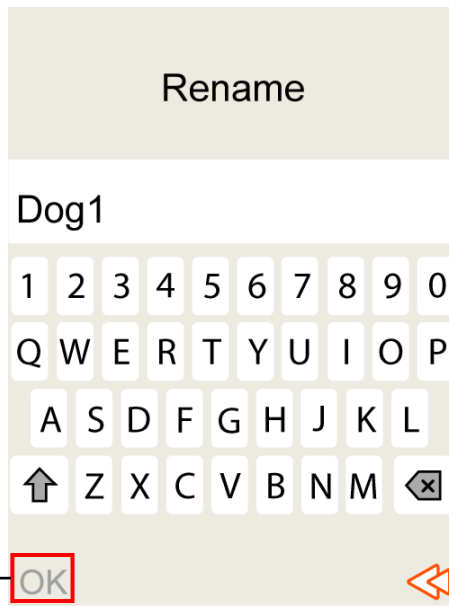 Rename
Dog1
1 2 3 4 5 6 7 8 9 0
Q W E R T Y U I O P
A S D F G H J K L
Z X C V B N M
OK